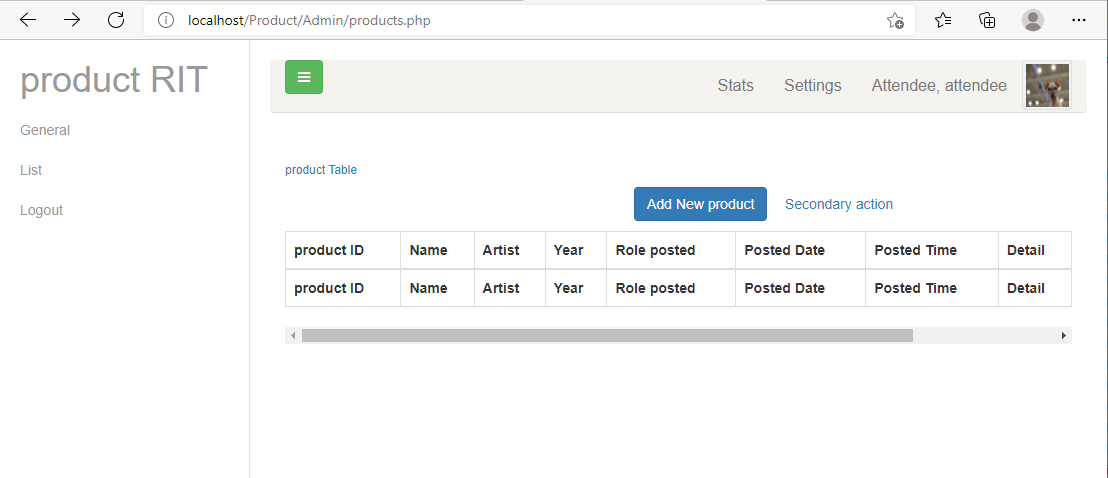 localhost/Product/Admin/products.php
product RIT
General
List
Logout
Stats Settings Attendee, attendee
product Table
Add New product Secondary action
product ID Name Artist Year Role posted Posted Date Posted Time Detail
product ID Name Artist Year Role posted Posted Date Posted Time Detail